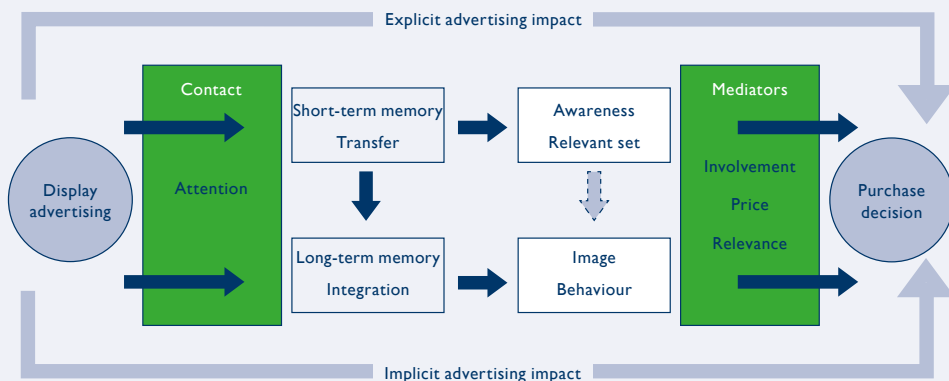 Explicit advertising impact
Contact
Mediators
Short-term memory
Transfer
Awareness
Relevant set
Display
advertising
Attention
Involvement
Price
Relevance
Purchase
decision
Long-term memory
Integration
Image
Behaviour
Implicit advertising impact